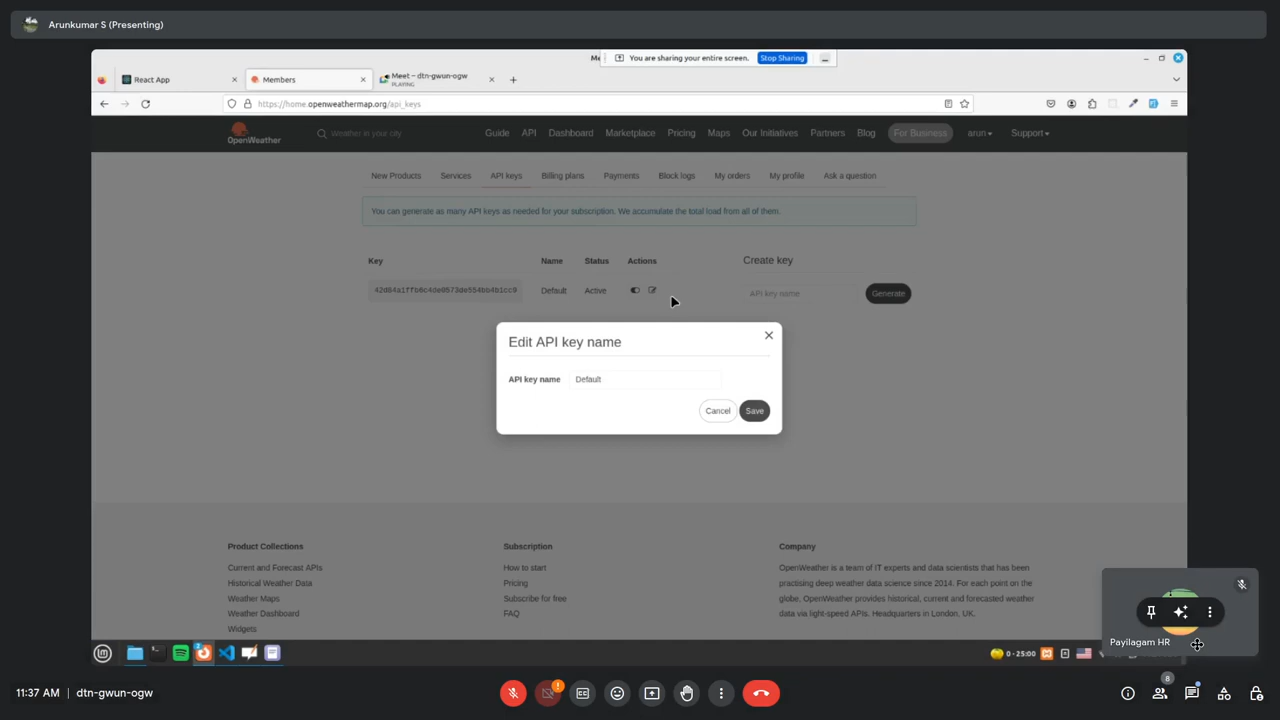 Arunkumar S (Presenting)
You are sharing your entire screen. Stop Sharing
React App
Members
Meet – dtn-gwun-ogw
PLAYING
https://home.openweathermap.org/api_keys
OpenWeather
Weather in your city
Guide API Dashboard Marketplace Pricing Maps Our Initiatives Partners Blog For Business arun Support
New Products Services API keys Billing plans Payments Block logs My orders My profile Ask a question
You can generate as many API keys as needed for your subscription. We accumulate the total load from all of them.
Key Name Status Actions Create key
Default Active API key name Generate
Edit API key name
API key name Default
Cancel Save
Product Collections Subscription Company
Current and Forecast APIs How to start OpenWeather is a team of IT experts and data scientists that has been
Historical Weather Data Pricing practising deep weather data science since 2014. For each point on the
Weather Maps Subscribe for free globe, OpenWeather provides historical, current and forecasted weather
Weather Dashboard FAQ data via light-speed APIs. Headquarters in London, UK.
Widgets
Payilagam HR
0 - 25:00
11:37 AM | dtn-gwun-ogw
8